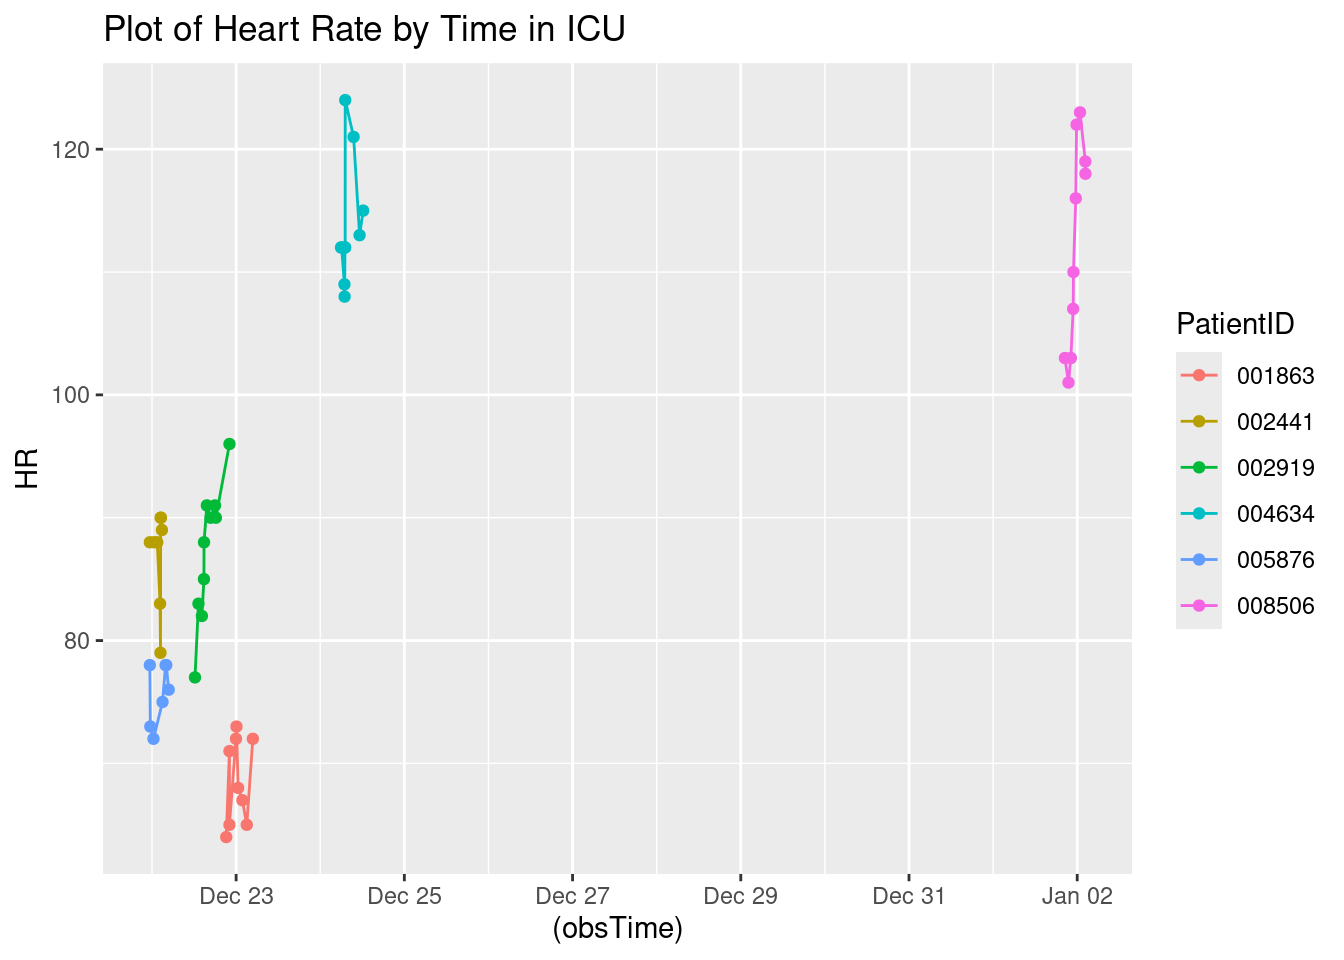 Plot of Heart Rate by Time in ICU
120
100
80
HR
Dec 23
Dec 25
Dec 27
Dec 29
Dec 31
Jan 02
(obsTime)
PatientID
001863
002441
002919
004634
005876
008506